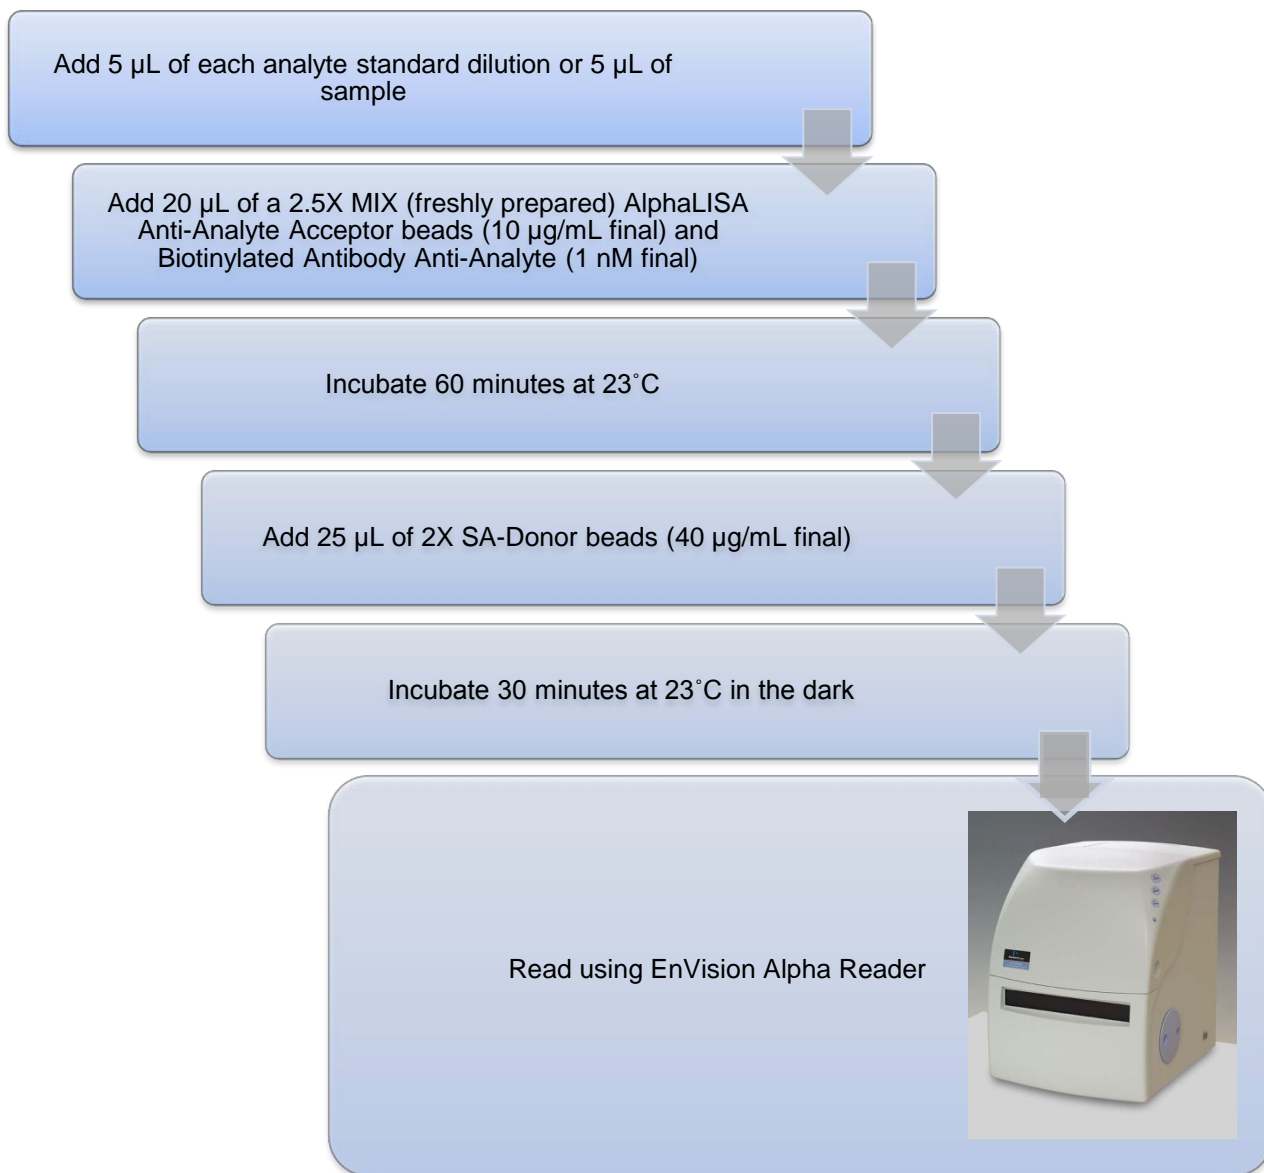 Add 5 µL of each analyte standard dilution or 5 µL of
sample
Add 20 µL of a 2.5X MIX (freshly prepared) AlphaLISA
Anti-Analyte Acceptor beads (10 µg/mL final) and
Biotinylated Antibody Anti-Analyte (1 nM final)
Incubate 60 minutes at 23˚C
Add 25 µL of 2X SA-Donor beads (40 µg/mL final)
Incubate 30 minutes at 23˚C in the dark
Read using EnVision Alpha Reader